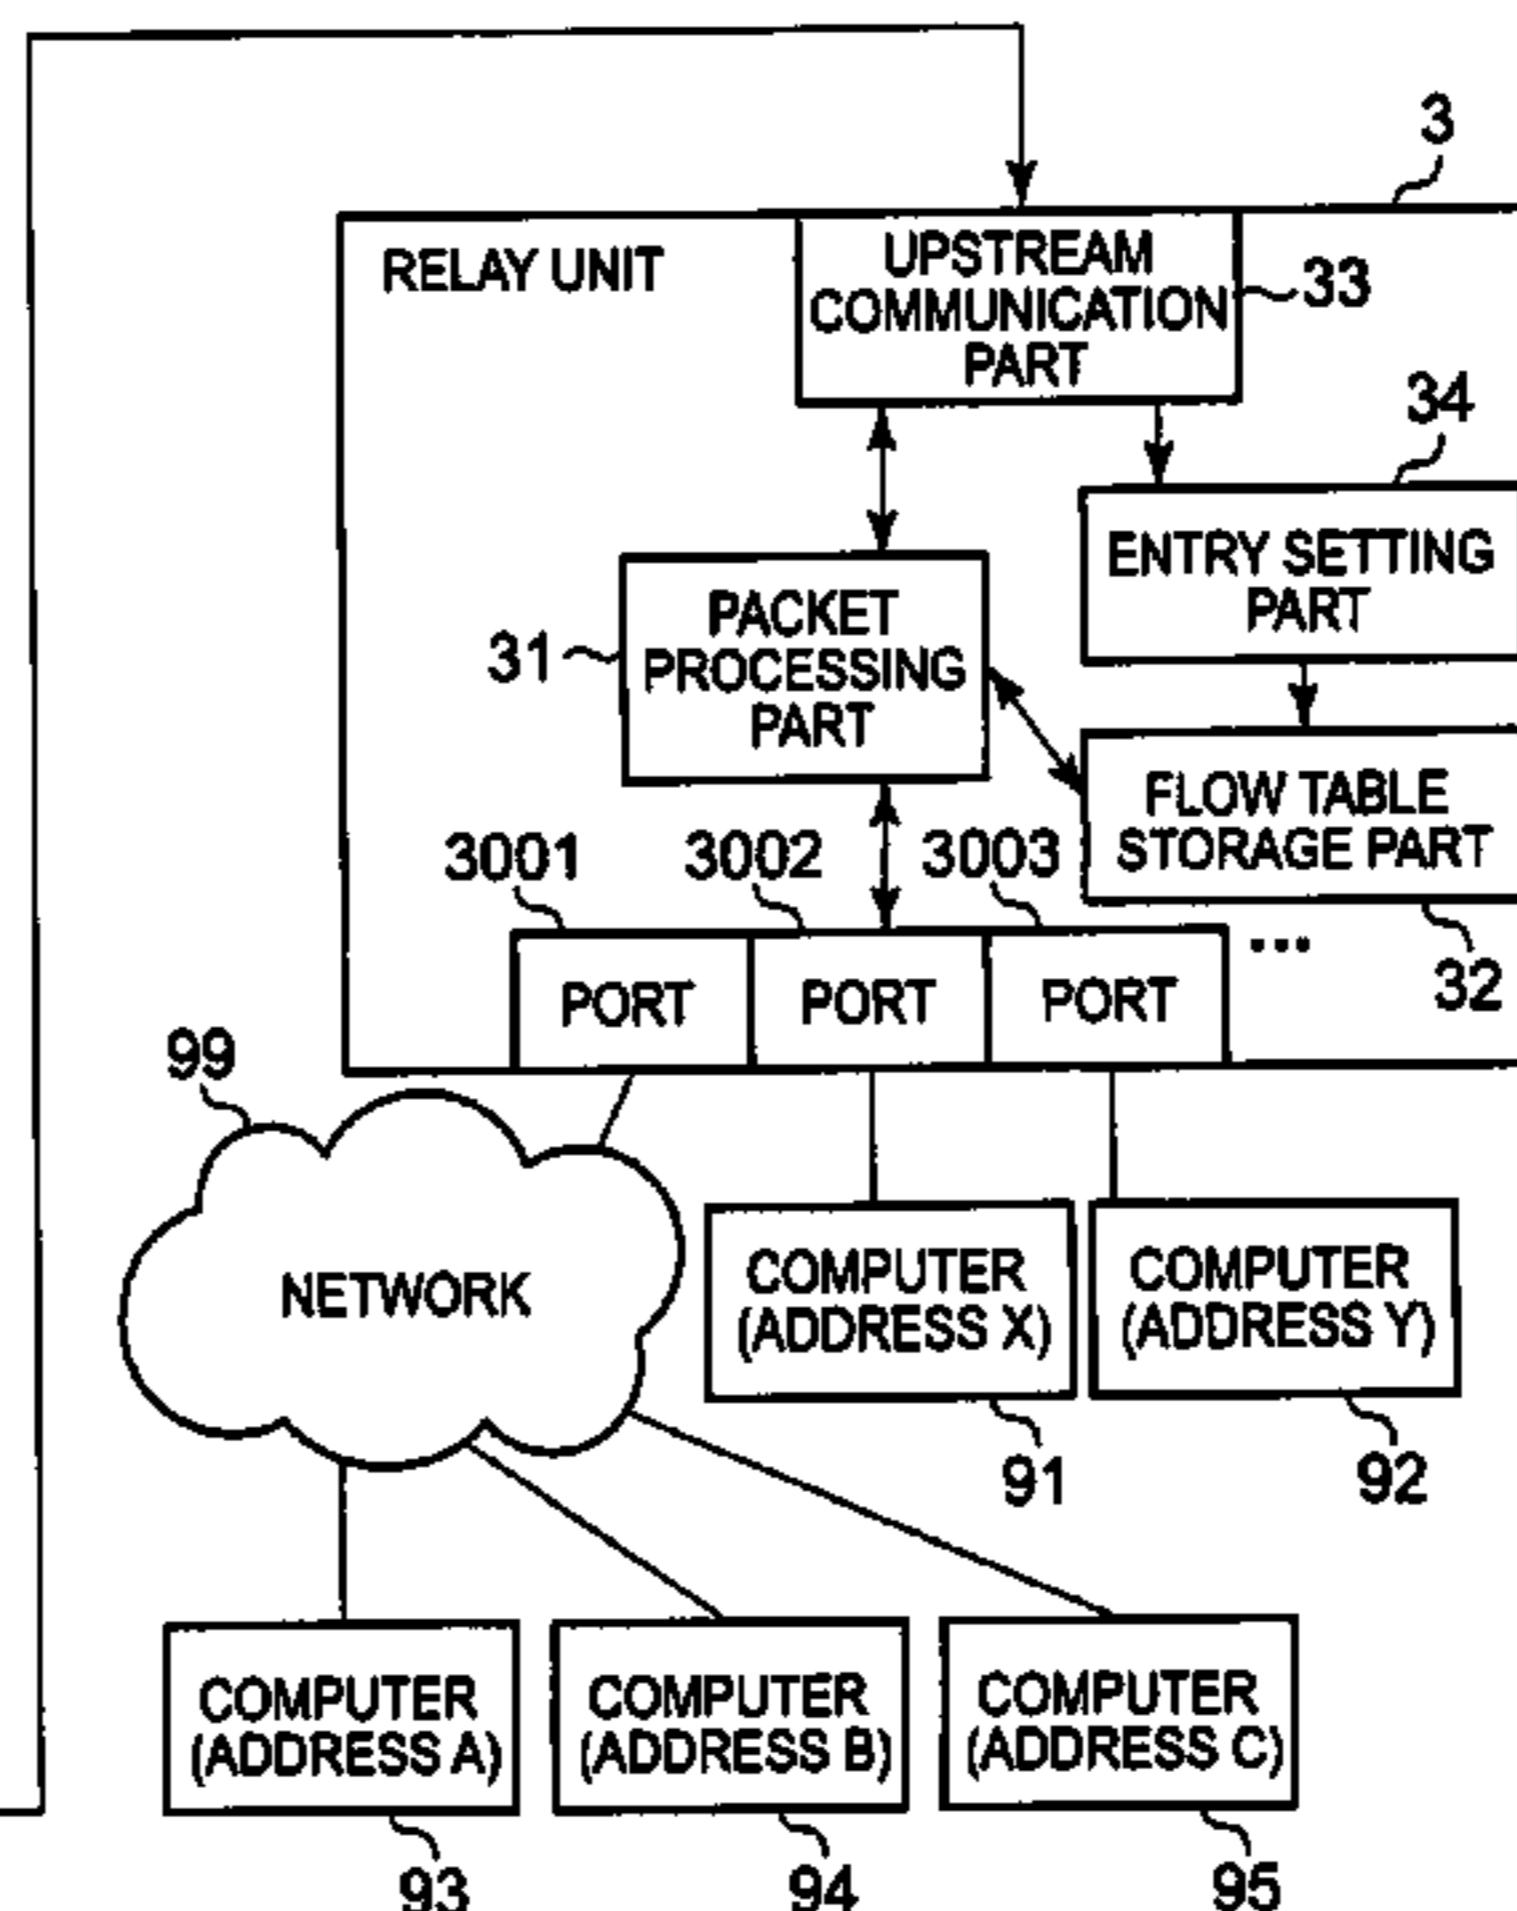 3
RELAY UNIT
UPSTREAM
COMMUNICATION
PART
33
34
ENTRY SETTING
PART
31
PACKET
PROCESSING
PART
FLOW TABLE
STORAGE PART
32
3001
3002
3003
PORT
PORT
PORT
...
99
NETWORK
COMPUTER
(ADDRESS X)
91
COMPUTER
(ADDRESS Y)
92
COMPUTER
(ADDRESS A)
93
COMPUTER
(ADDRESS B)
94
COMPUTER
(ADDRESS C)
95